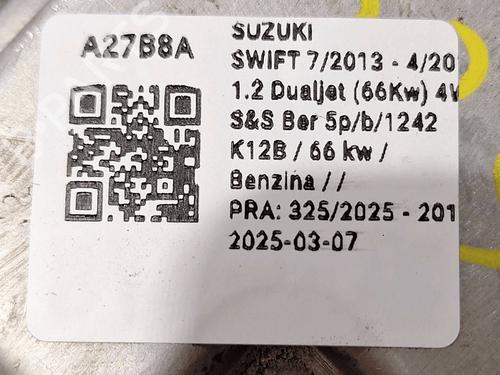 A27B8A
SUZUKI
SWIFT 7/2013 - 4/20
1.2 Dualjet (66Kw) 4W
S&S Ber 5p/b/1242
K12B / 66 kw /
Benzina / /
PRA: 325/2025 - 201
2025-03-07